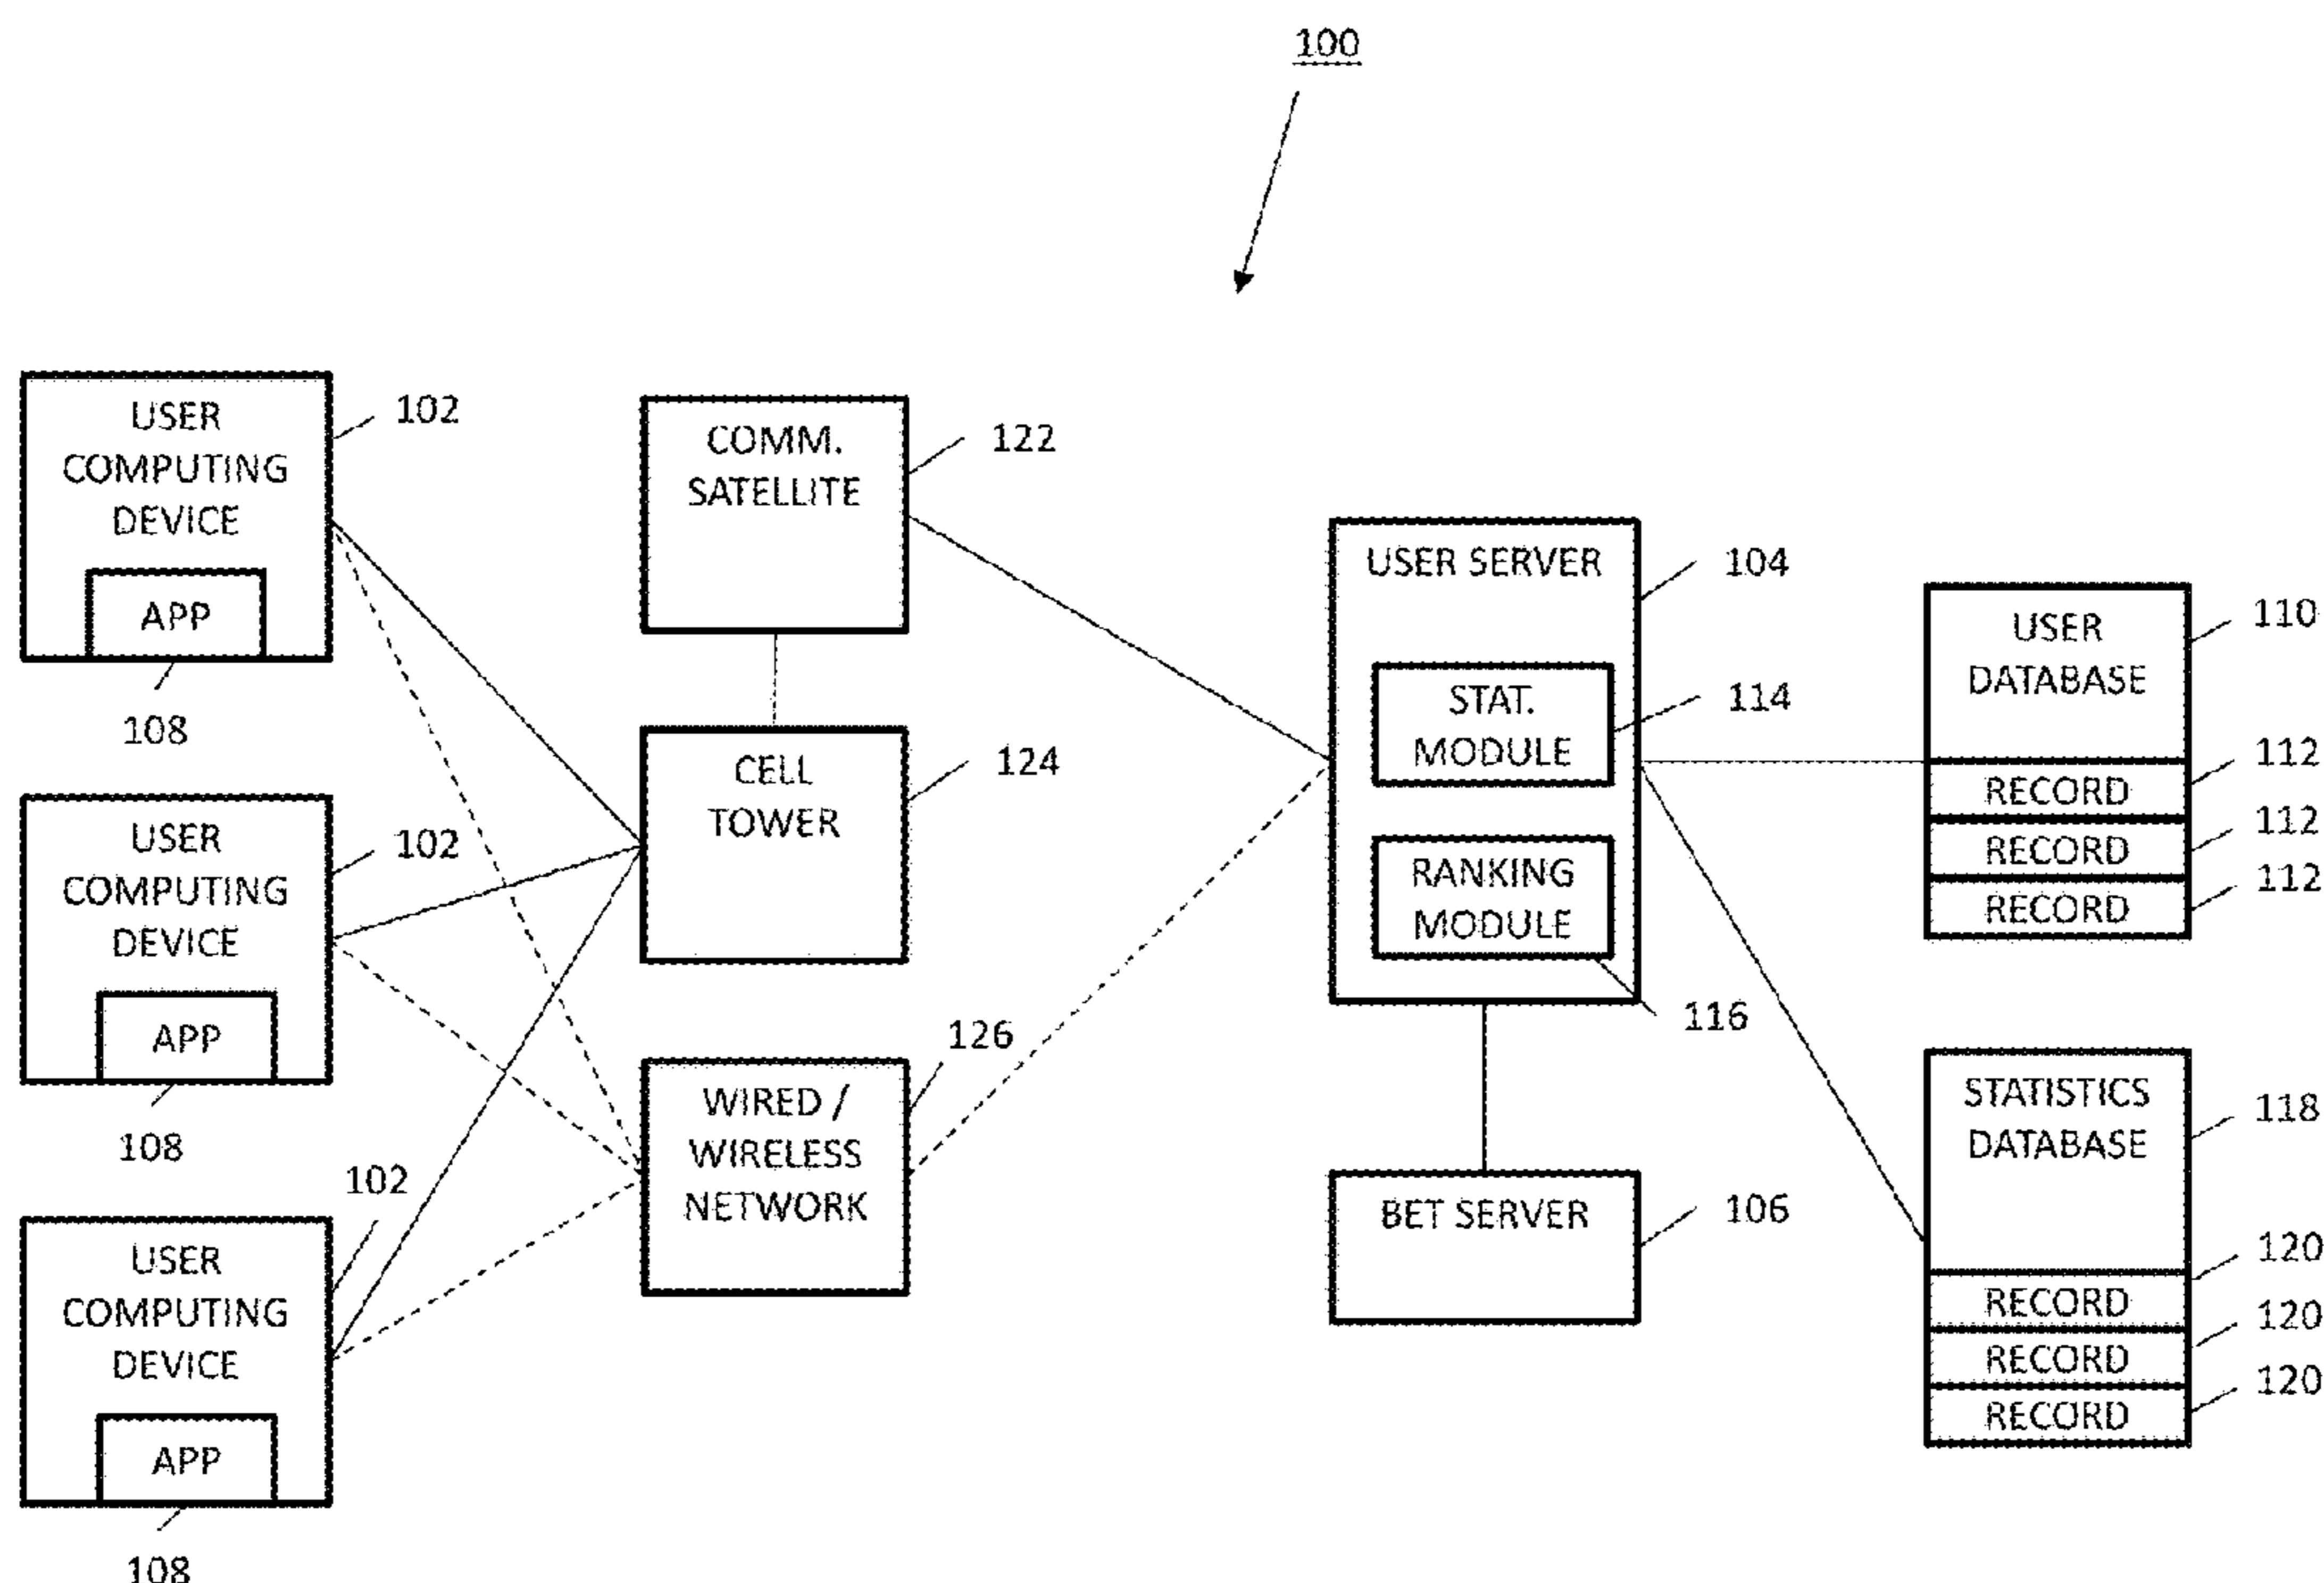 100
USER
COMPUTING
DEVICE
102
APP
108
USER
COMPUTING
DEVICE
102
APP
108
USER
COMPUTING
DEVICE
102
APP
108
COMM.
SATELLITE
122
CELL
TOWER
124
WIRED /
WIRELESS
NETWORK
126
USER SERVER
104
STAT.
MODULE
114
RANKING
MODULE
116
BET SERVER
106
USER
DATABASE
110
RECORD
112
RECORD
112
RECORD
112
STATISTICS
DATABASE
118
RECORD
120
RECORD
120
RECORD
120